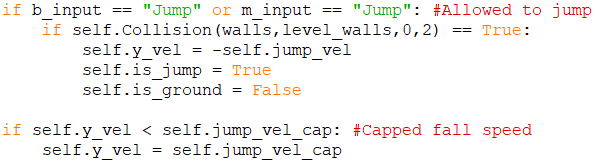 if b_input == "Jump" or m_input == "Jump": #Allowed to jump
    if self.Collision(walls,level_walls,0,2) == True:
        self.y_vel = -self.jump_vel
        self.is_jump = True
        self.is_ground = False
if self.y_vel < self.jump_vel_cap: #Capped fall speed
    self.y_vel = self.jump_vel_cap